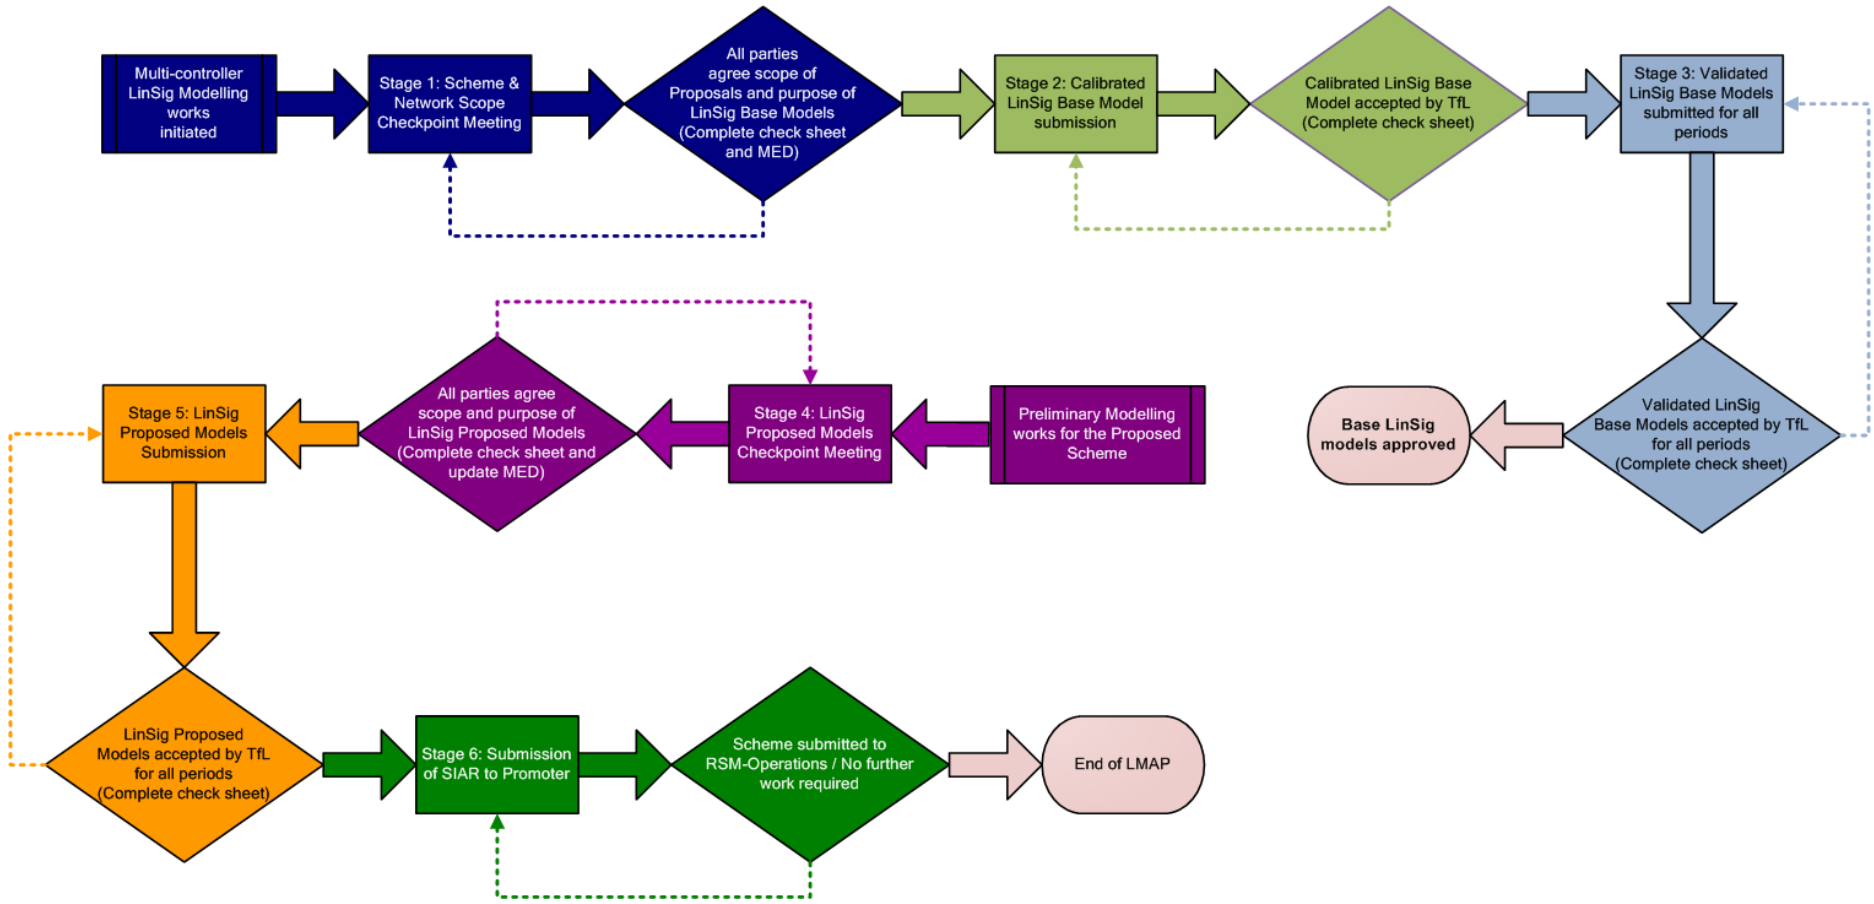 Multi-controller
LinSig Modelling
works
initiated
Stage 1: Scheme &
Network Scope
Checkpoint Meeting
All parties
agree scope of
Proposals and purpose of
LinSig Base Models
(Complete check sheet
and MED)
Stage 2: Calibrated
LinSig Base Model
submission
Calibrated LinSig Base
Model accepted by TfL
(Complete check sheet)
Stage 3: Validated
LinSig Base Models
submitted for all
periods
Validated LinSig
Base Models accepted by TfL
for all periods
(Complete check sheet)
Base LinSig
models approved
Preliminary Modelling
works for the Proposed
Scheme
Stage 4: LinSig
Proposed Models
Checkpoint Meeting
All parties agree
scope and purpose of
LinSig Proposed Models
(Complete check sheet and
update MED)
Stage 5: LinSig
Proposed Models
Submission
LinSig Proposed
Models accepted by TfL
for all periods
(Complete check sheet)
Stage 6: Submission
of SIAR to Promoter
Scheme submitted to
RSM-Operations / No further
work required
End of LMAP